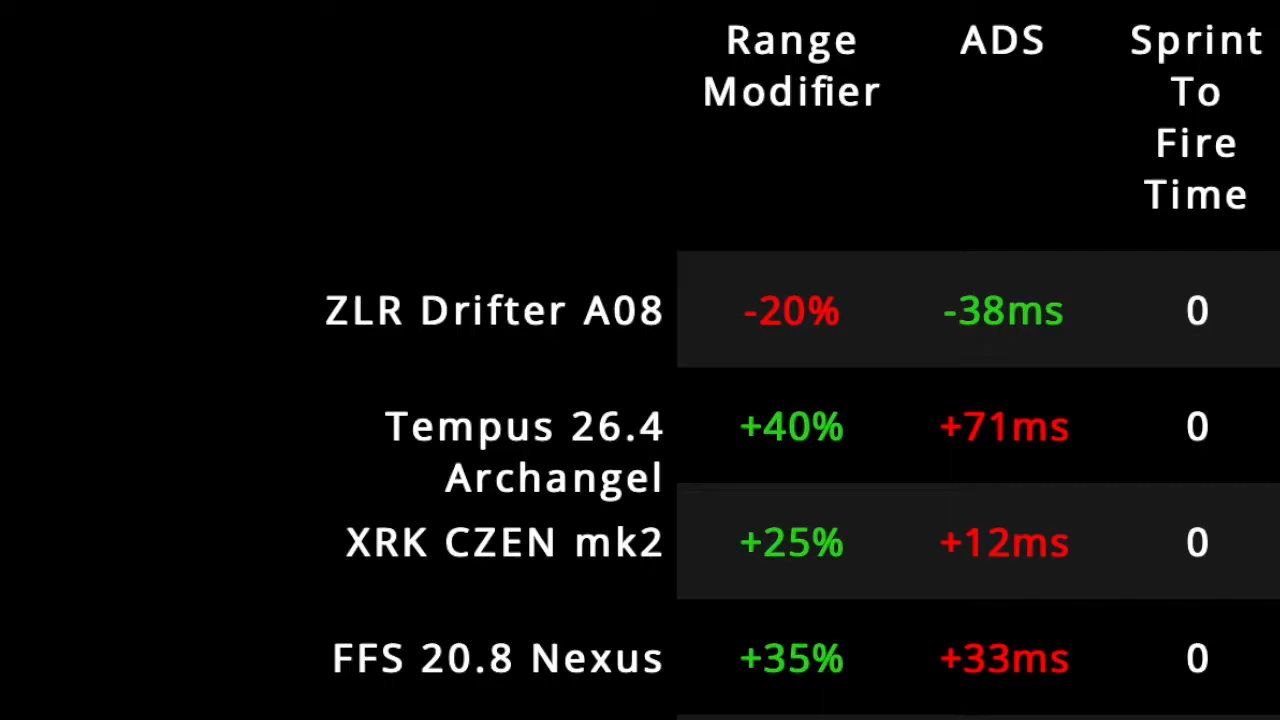 Range Modifier ADS Sprint To Fire Time
ZLR Drifter A08 -20% -38ms 0
Tempus 26.4 Archangel +40% +71ms 0
XRK CZEN mk2 +25% +12ms 0
FFS 20.8 Nexus +35% +33ms 0